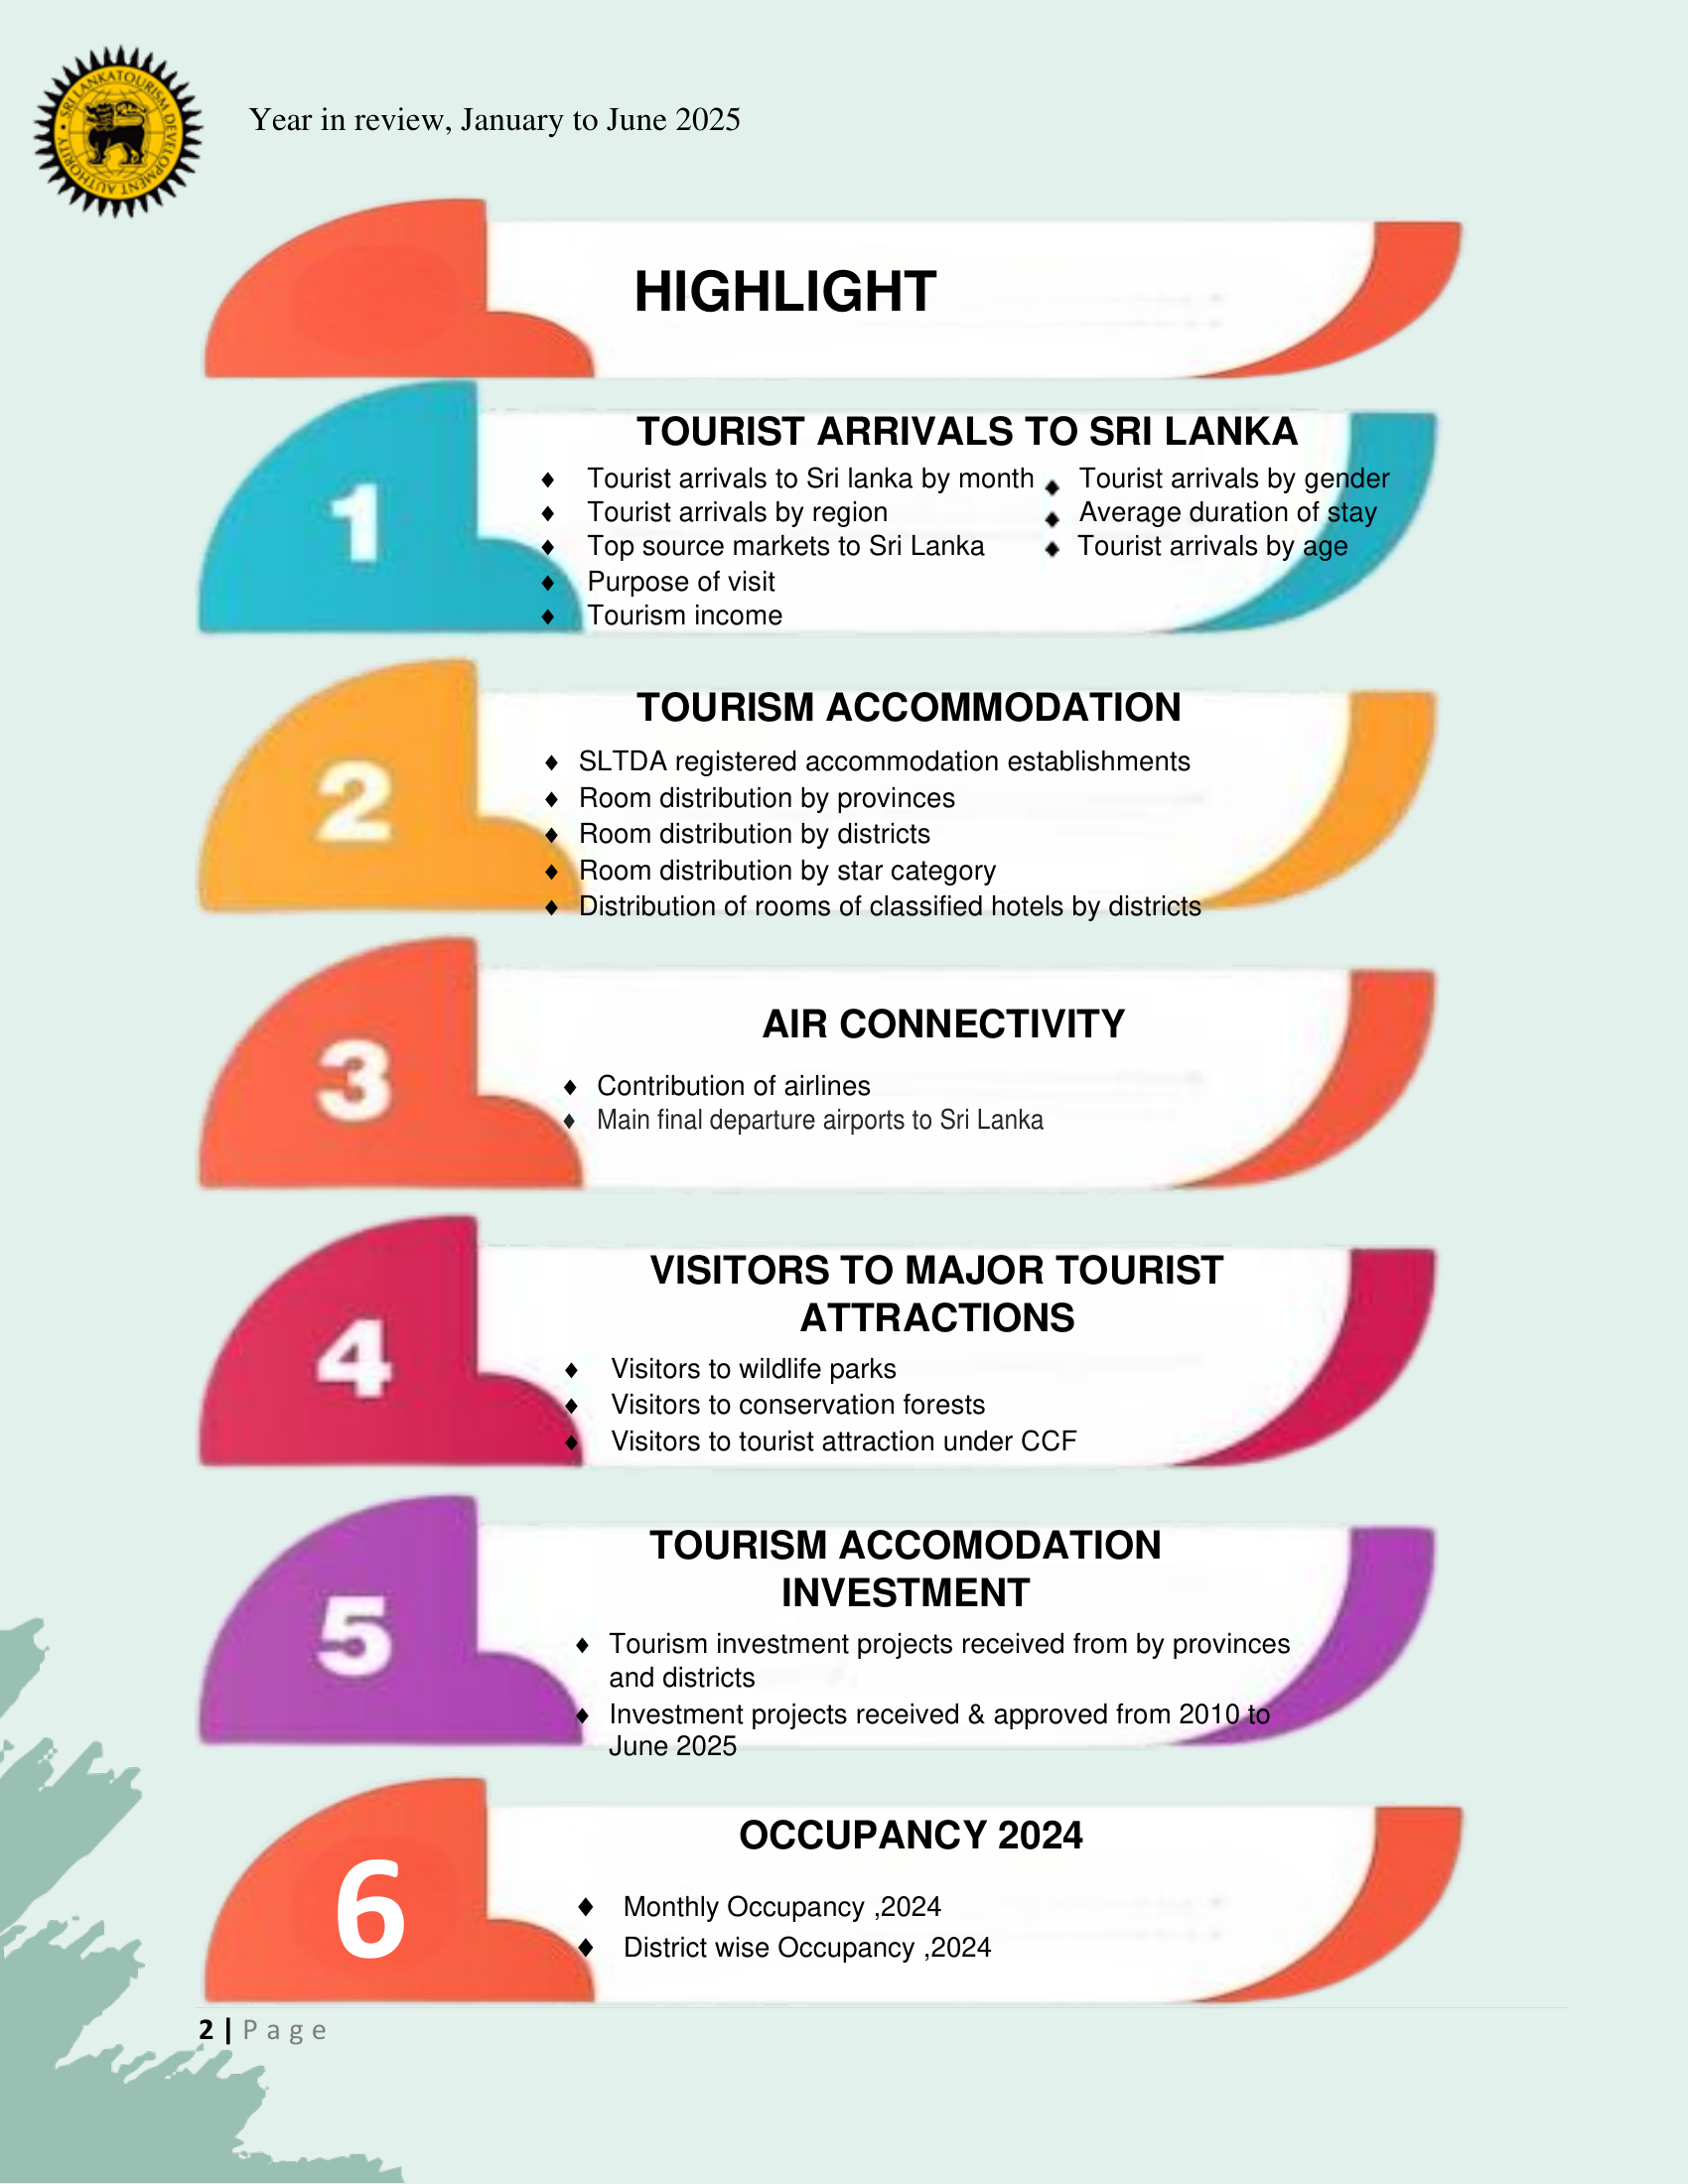 SRI LANKATOURISM DEVELOPMENT AUTHORITY
Year in review, January to June 2025
HIGHLIGHT
1
TOURIST ARRIVALS TO SRI LANKA
♦ Tourist arrivals to Sri lanka by month
♦ Tourist arrivals by region
♦ Top source markets to Sri Lanka
♦ Purpose of visit
♦ Tourism income
♦ Tourist arrivals by gender
♦ Average duration of stay
♦ Tourist arrivals by age
2
TOURISM ACCOMMODATION
♦ SLTDA registered accommodation establishments
♦ Room distribution by provinces
♦ Room distribution by districts
♦ Room distribution by star category
♦ Distribution of rooms of classified hotels by districts
3
AIR CONNECTIVITY
♦ Contribution of airlines
♦ Main final departure airports to Sri Lanka
4
VISITORS TO MAJOR TOURIST
ATTRACTIONS
♦ Visitors to wildlife parks
♦ Visitors to conservation forests
♦ Visitors to tourist attraction under CCF
5
TOURISM ACCOMODATION
INVESTMENT
♦ Tourism investment projects received from by provinces
and districts
♦ Investment projects received & approved from 2010 to
June 2025
6
OCCUPANCY 2024
♦ Monthly Occupancy ,2024
♦ District wise Occupancy ,2024
2 | Page